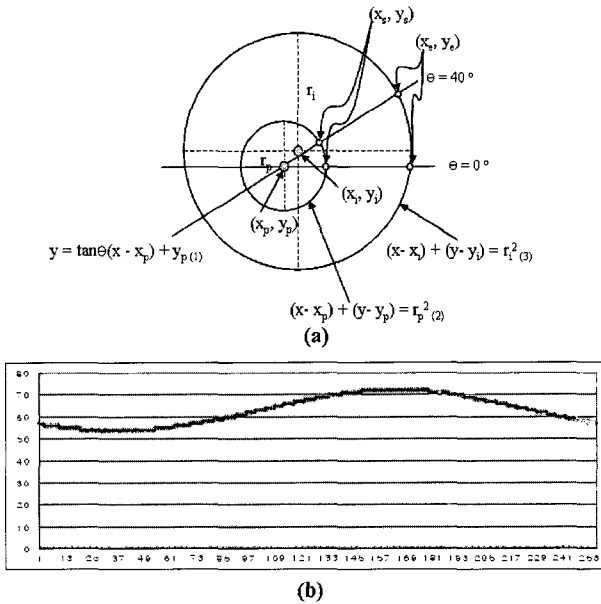 (xₛ, yₛ)
(xₑ, yₑ)
Θ = 40 °
rᵢ
rₚ
Θ = 0 °
(xᵢ, yᵢ)
(xₚ, yₚ)
y = tanΘ(x - xₚ) + yₚ (1)
(x- xᵢ) + (y- yᵢ) = rᵢ² (3)
(x- xₚ) + (y- yₚ) = rₚ² (2)
(a)
80
70
60
50
40
30
20
10
0
1 13 25 37 49 61 73 85 97 109 121 133 145 157 169 181 193 205 217 229 241 253
(b)